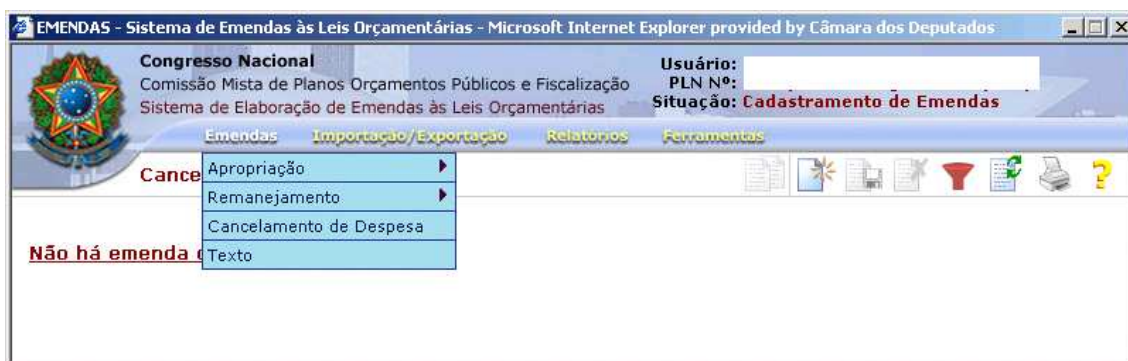 EMENDAS - Sistema de Emendas às Leis Orçamentárias - Microsoft Internet Explorer provided by Câmara dos Deputados
Congresso Nacional
Comissão Mista de Planos Orçamentos Públicos e Fiscalização
Sistema de Elaboração de Emendas às Leis Orçamentárias
Usuário:
PLN Nº:
Situação: Cadastramento de Emendas
Emendas Importação/Exportação Relatórios Ferramentas
Cance
Apropriação
Remanejamento
Cancelamento de Despesa
Texto
Não há emenda